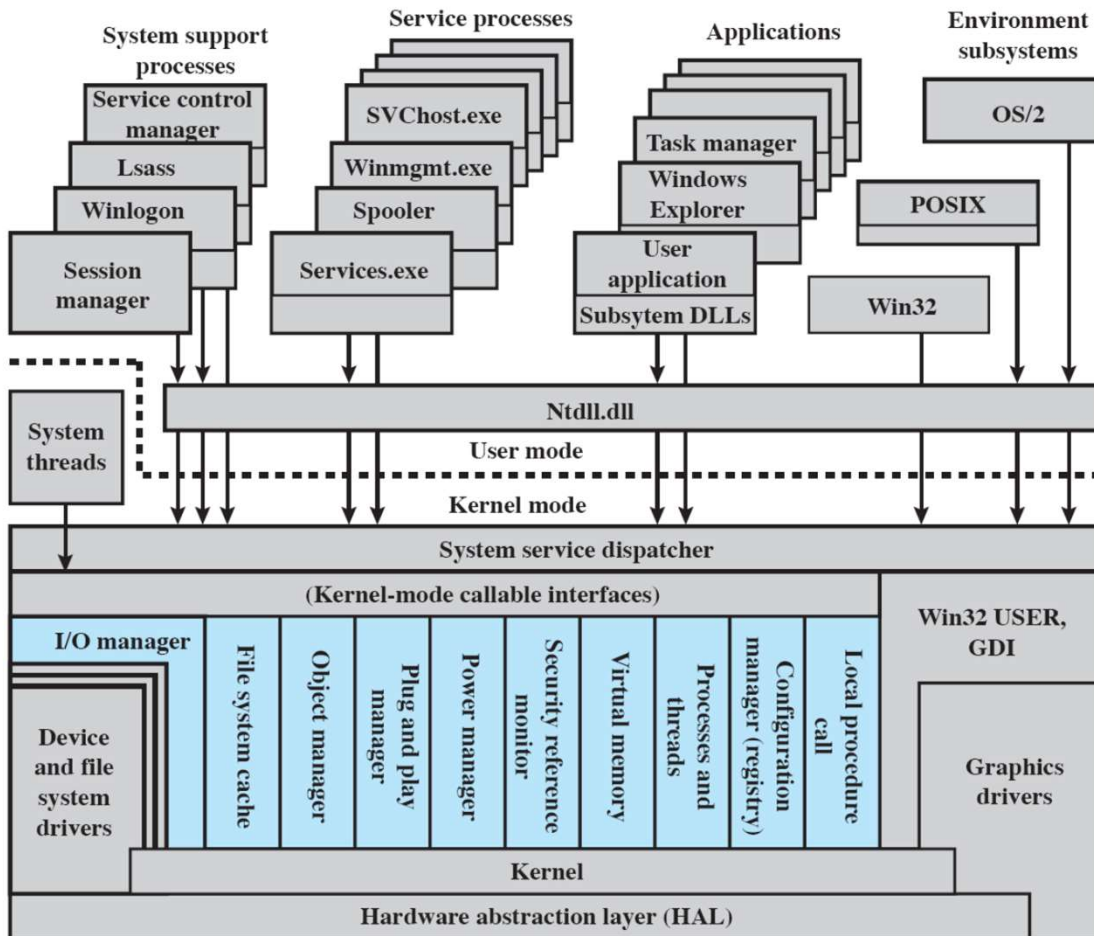 System support
processes
Service processes
Applications
Environment
subsystems
Service control
manager
Lsass
Winlogon
Session
manager
SVChost.exe
Winmgmt.exe
Spooler
Services.exe
Task manager
Windows
Explorer
User
application
Subsytem DLLs
OS/2
POSIX
Win32
System
threads
Ntdll.dll
User mode
Kernel mode
System service dispatcher
(Kernel-mode callable interfaces)
I/O manager
Device
and file
system
drivers
File system cache
Object manager
Plug and play
manager
Power manager
Security reference
monitor
Virtual memory
Processes and
threads
Configuration
manager (registry)
Local procedure
call
Win32 USER,
GDI
Graphics
drivers
Kernel
Hardware abstraction layer (HAL)